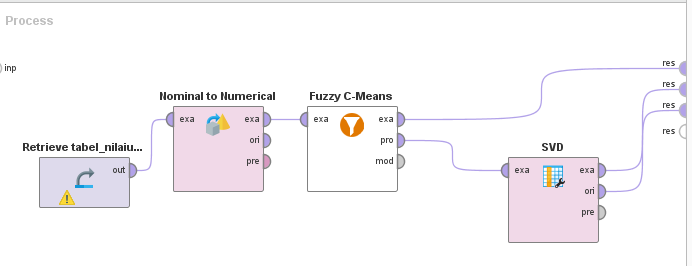 Process
inp
res
res
res
res
Nominal to Numerical
exa
exa
ori
pre
Fuzzy C-Means
exa
exa
pro
mod
Retrieve tabel_nilaiu...
out
SVD
exa
exa
ori
pre